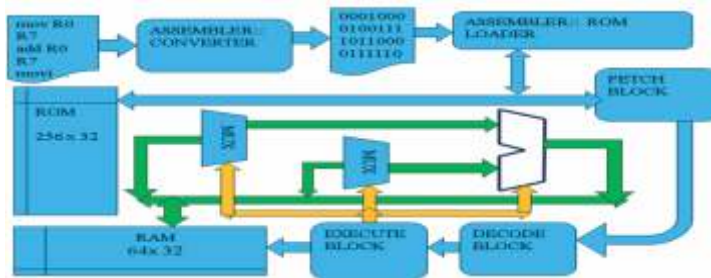 mov R0
R7
add R0
R7
movi
ASSEMBLER::
CONVERTER
0001000
0100111
1011000
0111110
ASSEMBLER:: ROM
LOADER
FETCH
BLOCK
ROM
256 x 32
MUX
MUX
RAM
64x 32
EXECUTE
BLOCK
DECODE
BLOCK